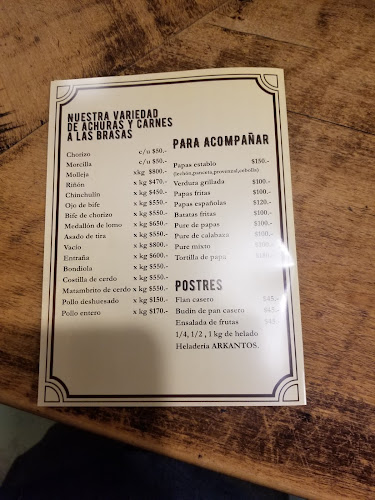 NUESTRA VARIEDAD
DE ACHURAS Y CARNES
A LAS BRASAS
Chorizo c/u $50.-
Morcilla c/u $50.-
Molleja xkg $800.-
Riñón x kg $470.-
Chinchulín x kg $450.-
Ojo de bife x kg $550.-
Bife de chorizo x kg $550.-
Medallón de lomo x kg $650.-
Asado de tira x kg $550.-
Vacío x kg $800.-
Entraña x kg $600.-
Bondiola x kg $550.-
Costilla de cerdo x kg $550.-
Matambrito de cerdo x kg $550.-
Pollo deshuesado x kg $150.-
Pollo entero x kg $170.-
PARA ACOMPAÑAR
Papas establo $150.-
Verdura grillada $100.-
Papas fritas $100.-
Papas españolas $120.-
Batatas fritas $100.-
Pure de papas $100.-
Pure de calabaza $100.-
Pure mixto $100.-
Tortilla de papa
POSTRES
Flan casero
Budín de pan casero
Ensalada de frutas
1/4, 1/2 , 1 kg de helado
Heladería ARKANTOS.